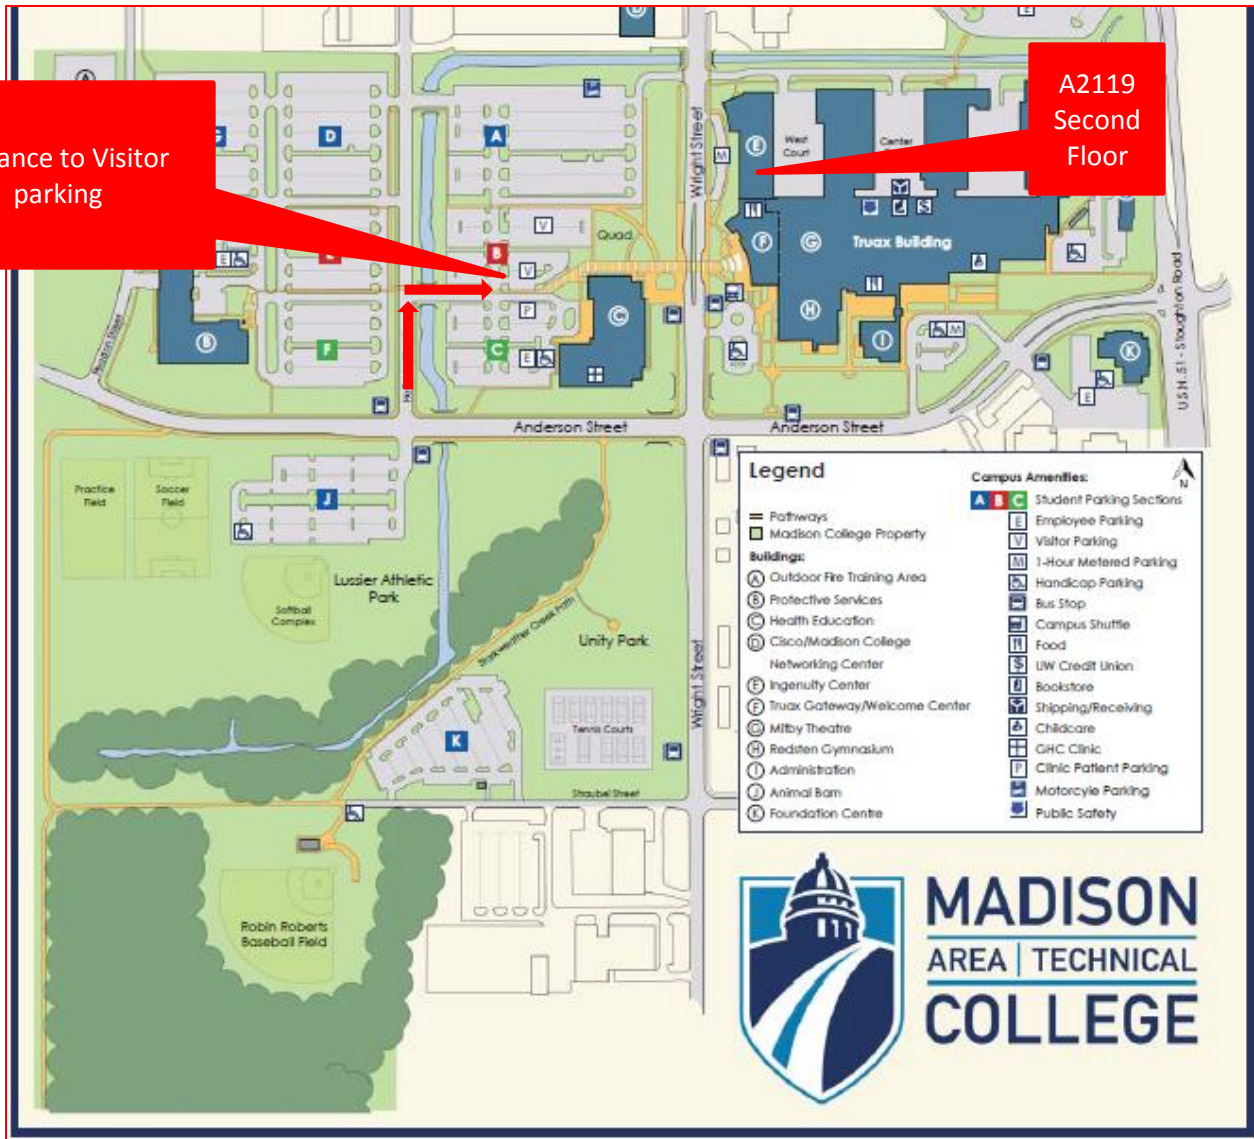 E
D
A
A
G
D
A
E
M
West
Court
Center
A2119
Second
Floor
ance to Visitor
parking
Wright Street
V
Quad
B
V
E
F
G
Truax Building
P
C
H
B
F
C
E
I
M
K
E
U.S.H. 51 - Stoughton Road
Anderson Street
Anderson Street
Practice
Field
Soccer
Field
J
Lussier Athletic
Park
Softball
Complex
Starkweather Creek Path
Unity Park
Wright Street
K
Tennis Courts
Straubel Street
Robin Roberts
Baseball Field
Legend
Pathways
Madison College Property
Buildings:
A Outdoor Fire Training Area
B Protective Services
C Health Education
D Cisco/Madison College
Networking Center
E Ingenuity Center
F Truax Gateway/Welcome Center
G Mitby Theatre
H Redsten Gymnasium
I Administration
J Animal Barn
K Foundation Centre
Campus Amenities:
N
A B C Student Parking Sections
E Employee Parking
V Visitor Parking
M 1-Hour Metered Parking
Handicap Parking
Bus Stop
Campus Shuttle
Food
$ UW Credit Union
Bookstore
Shipping/Receiving
Childcare
GHC Clinic
P Clinic Patient Parking
Motorcyle Parking
Public Safety
MADISON
AREA | TECHNICAL
COLLEGE